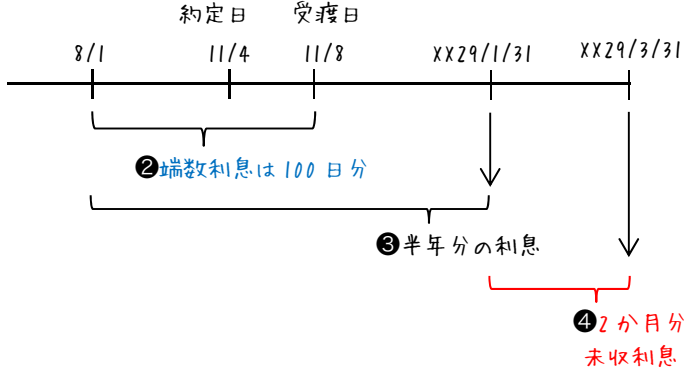 約定日 受渡日
8/1 11/4 11/8 XX29/1/31 XX29/3/31
❷端数利息は100日分
❸半年分の利息
❹2か月分
未収利息